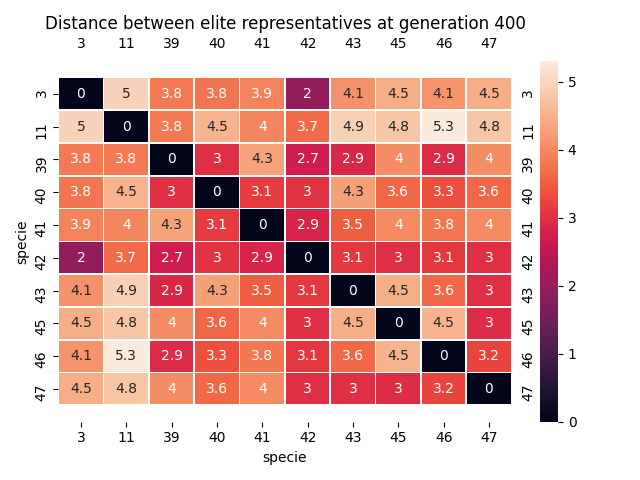 Distance between elite representatives at generation 400
3 11 39 40 41 42 43 45 46 47
3 0 5 3.8 3.8 3.9 2 4.1 4.5 4.1 4.5 3
11 5 0 3.8 4.5 4 3.7 4.9 4.8 5.3 4.8 11
39 3.8 3.8 0 3 4.3 2.7 2.9 4 2.9 4 39
40 3.8 4.5 3 0 3.1 3 4.3 3.6 3.3 3.6 40
41 3.9 4 4.3 3.1 0 2.9 3.5 4 3.8 4 41
42 2 3.7 2.7 3 2.9 0 3.1 3 3.1 3 42
43 4.1 4.9 2.9 4.3 3.5 3.1 0 4.5 3.6 3 43
45 4.5 4.8 4 3.6 4 3 4.5 0 4.5 3 45
46 4.1 5.3 2.9 3.3 3.8 3.1 3.6 4.5 0 3.2 46
47 4.5 4.8 4 3.6 4 3 3 3 3.2 0 47
3 11 39 40 41 42 43 45 46 47
specie
specie
5
4
3
2
1
0